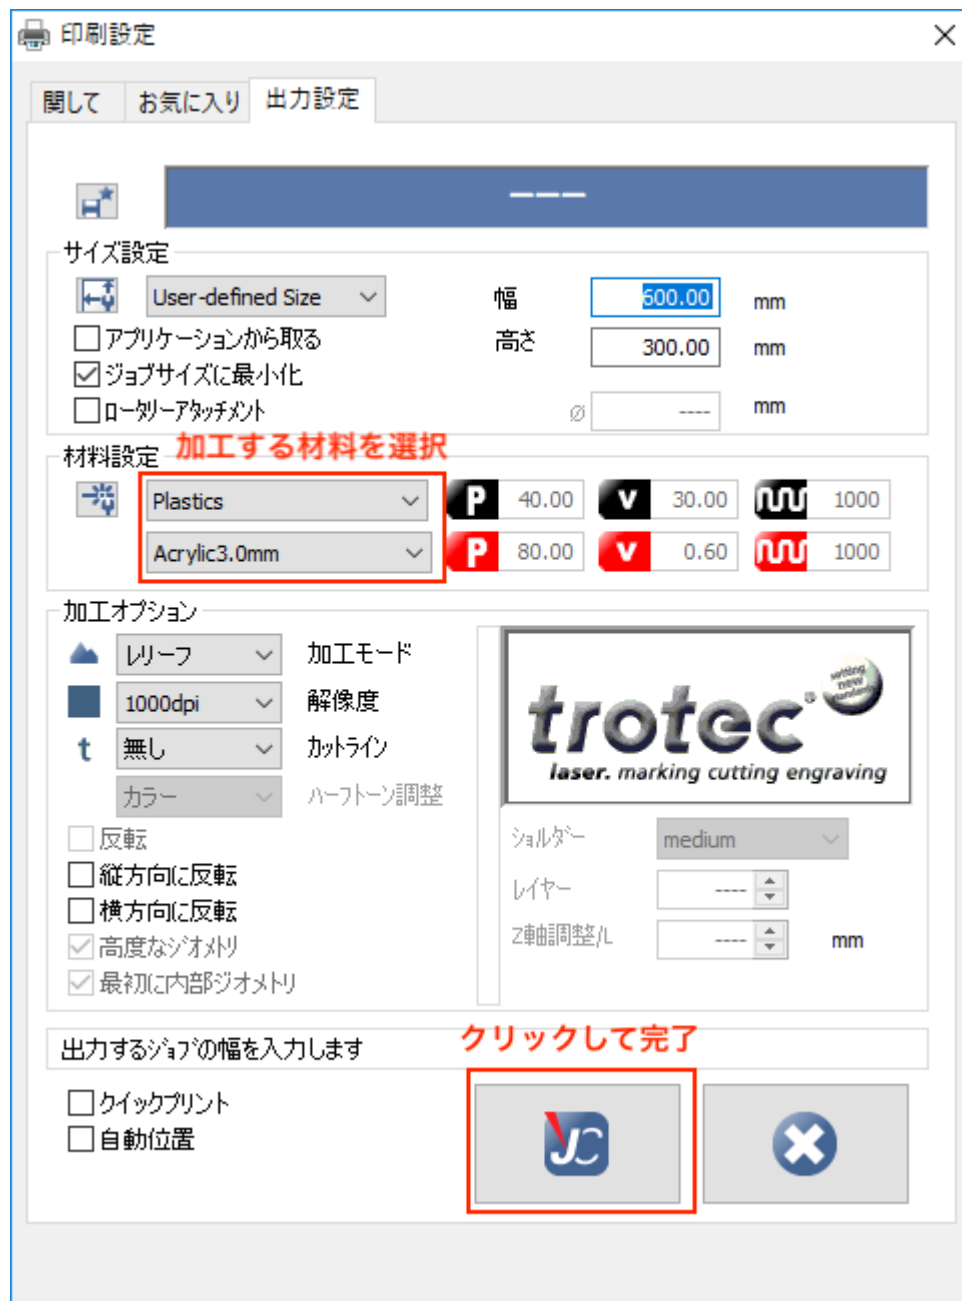 印刷設定
関して お気に入り 出力設定
---
サイズ設定
User-defined Size 幅 600.00 mm
アプリケーションから取る 高さ 300.00 mm
ジョブサイズに最小化
ロータリーアタッチメント ⌀ ---- mm
材料設定 加工する材料を選択
Plastics P 40.00 v 30.00 1000
Acrylic3.0mm P 80.00 v 0.60 1000
加工オプション
レリーフ 加工モード
1000dpi 解像度
t 無し カットライン
カラー ハーフトーン調整
trotec®
setting new standards
laser. marking cutting engraving
反転 ショルダー medium
縦方向に反転 レイヤー ----
横方向に反転 Z軸調整/L ---- mm
高度なジオメトリ
最初に内部ジオメトリ
出力するジョブの幅を入力します クリックして完了
クイックプリント
自動位置
JC